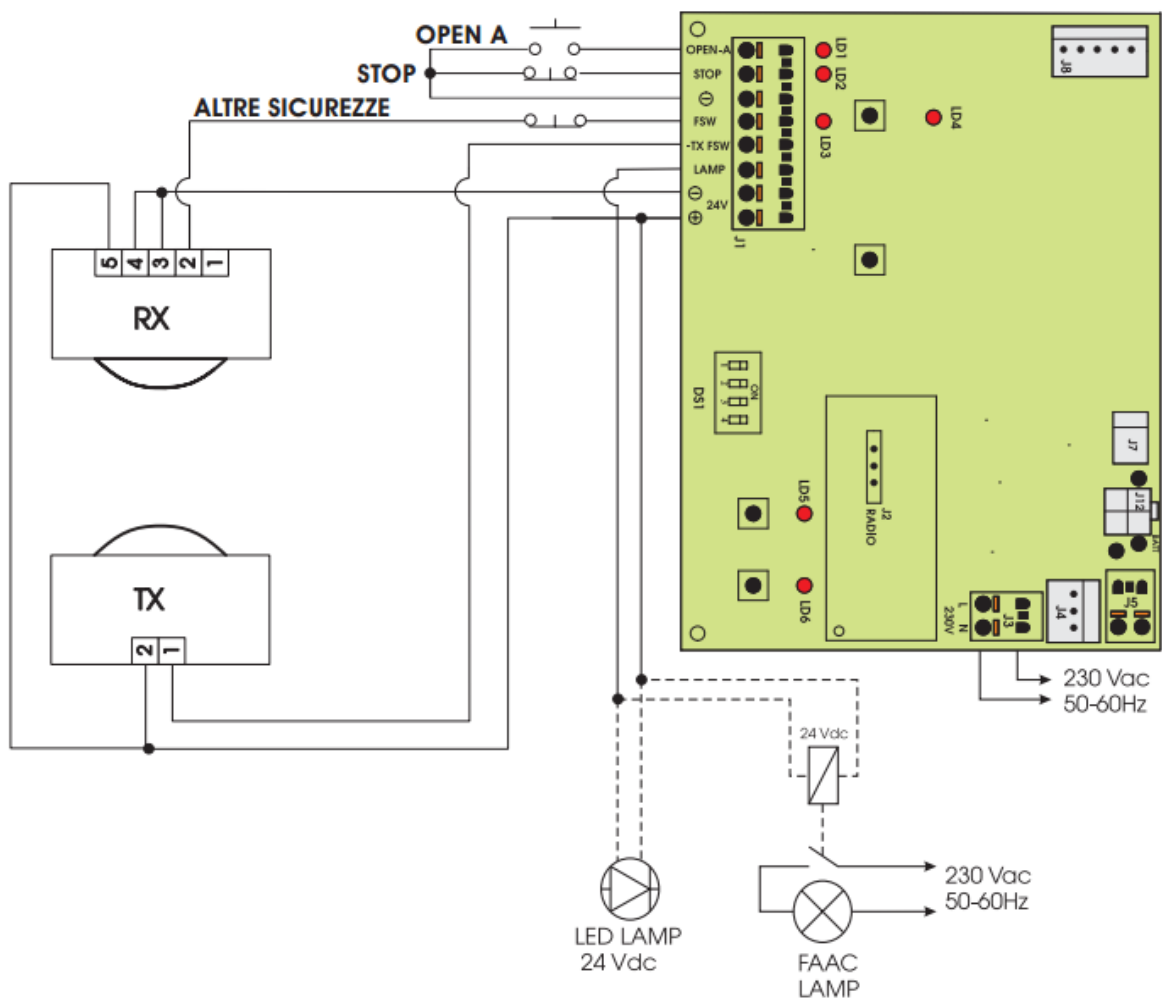 OPEN A
STOP
ALTRE SICUREZZE
OPEN-A
STOP
⊖
FSW
-TX FSW
LAMP
⊖
24V
⊕
J1
LD1
LD2
LD3
LD4
J8
5 4 3 2 1
RX
TX
2 1
DS1
1
2
3
4
ON
LD5
LD6
J2
RADIO
J7
J12
BATT
J5
J4
J3
L
N
230V
230 Vac
50-60Hz
24 Vdc
230 Vac
50-60Hz
LED LAMP
24 Vdc
FAAC
LAMP